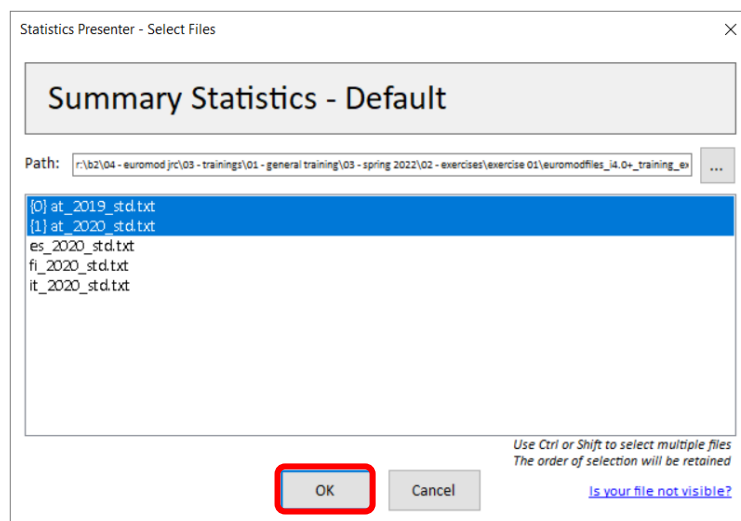 Statistics Presenter - Select Files
Summary Statistics - Default
Path: r:\b2\04 - euromod jrc\03 - trainings\01 - general training\03 - spring 2022\02 - exercises\exercise 01\euromodfiles_i4.0+_training_ex
...
{0} at_2019_std.txt
{1} at_2020_std.txt
es_2020_std.txt
fi_2020_std.txt
it_2020_std.txt
Use Ctrl or Shift to select multiple files
The order of selection will be retained
OK Cancel Is your file not visible?